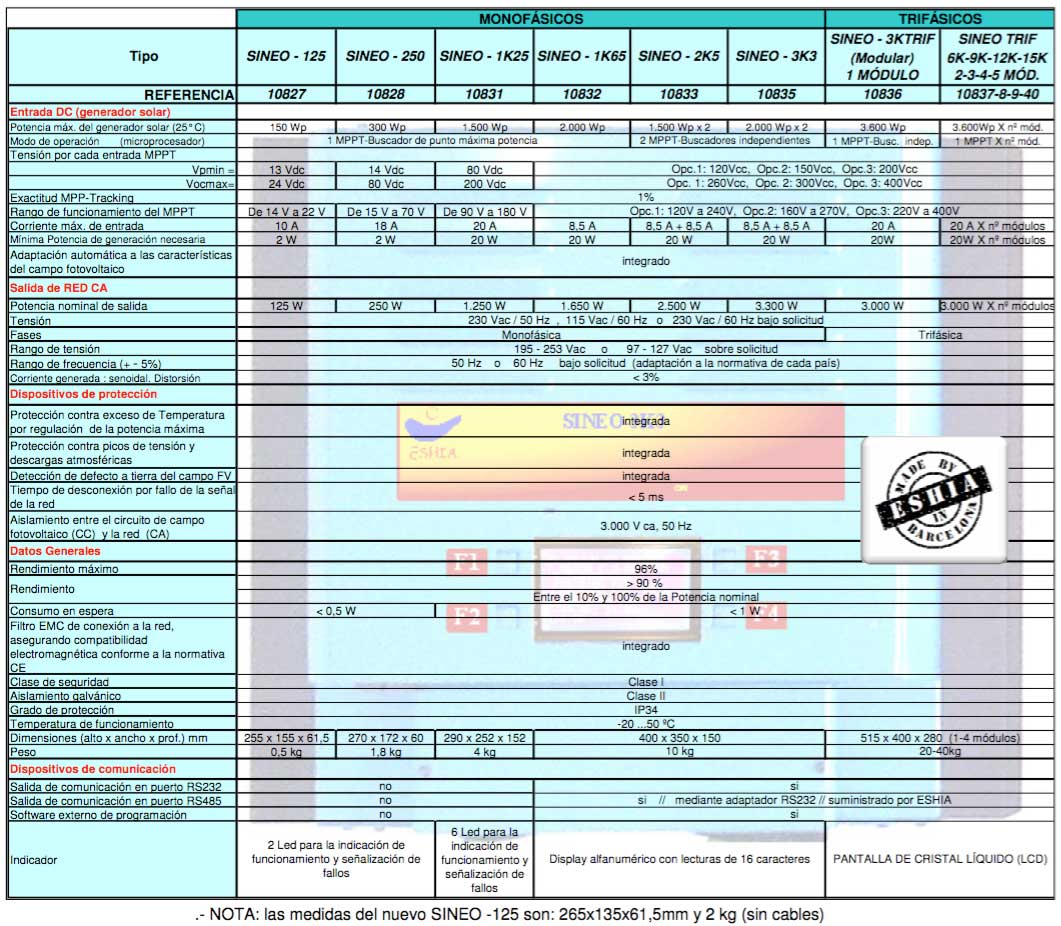 MONOFÁSICOS TRIFÁSICOS
Tipo SINEO - 125 SINEO - 250 SINEO - 1K25 SINEO - 1K65 SINEO - 2K5 SINEO - 3K3 SINEO - 3KTRIF (Modular) 1 MÓDULO SINEO TRIF 6K-9K-12K-15K 2-3-4-5 MÓD.
REFERENCIA 10827 10828 10831 10832 10833 10835 10836 10837-8-9-40
Entrada DC (generador solar)
Potencia máx. del generador solar (25°C) 150 Wp 300 Wp 1.500 Wp 2.000 Wp 1.500 Wp x 2 2.000 Wp x 2 3.600 Wp 3.600Wp X nº mód.
Modo de operación (microprocesador) 1 MPPT-Buscador de punto máxima potencia 2 MPPT-Buscadores independientes 1 MPPT-Busc. indep. 1 MPPT X nº mód.
Tensión por cada entrada MPPT
Vpmin = 13 Vdc 14 Vdc 80 Vdc Opc.1: 120Vcc, Opc.2: 150Vcc, Opc.3: 200Vcc
Vocmax= 24 Vdc 80 Vdc 200 Vdc Opc. 1: 260Vcc, Opc. 2: 300Vcc, Opc. 3: 400Vcc
Exactitud MPP-Tracking 1%
Rango de funcionamiento del MPPT De 14 V a 22 V De 15 V a 70 V De 90 V a 180 V Opc.1: 120V a 240V, Opc.2: 160V a 270V, Opc.3: 220V a 400V
Corriente máx. de entrada 10 A 18 A 20 A 8,5 A 8,5 A + 8,5 A 8,5 A + 8,5 A 20 A 20 A X nº módulos
Mínima Potencia de generación necesaria 2 W 2 W 20 W 20 W 20 W 20 W 20W 20W X nº módulos
Adaptación automática a las características
del campo fotovoltaico integrado
Salida de RED CA
Potencia nominal de salida 125 W 250 W 1.250 W 1.650 W 2.500 W 3.300 W 3.000 W 3.000 W X nº módulos
Tensión 230 Vac / 50 Hz , 115 Vac / 60 Hz o 230 Vac / 60 Hz bajo solicitud
Fases Monofásica Trifásica
Rango de tensión 195 - 253 Vac o 97 - 127 Vac sobre solicitud
Rango de frecuencia (+ - 5%) 50 Hz o 60 Hz bajo solicitud (adaptación a la normativa de cada país)
Corriente generada : senoidal. Distorsión < 3%
Dispositivos de protección
Protección contra exceso de Temperatura
por regulación de la potencia máxima integrada
SINEO 3K3
ESHIA
Protección contra picos de tensión y
descargas atmosféricas integrada
Detección de defecto a tierra del campo FV integrada
Tiempo de desconexión por fallo de la señal
de la red < 5 ms
Aislamiento entre el circuito de campo
fotovoltaico (CC) y la red (CA) 3.000 V ca, 50 Hz
MADE BY
ESHIA
IN
BARCELONA
Datos Generales
F1 F3
Rendimiento máximo 96%
Rendimiento > 90 %
Entre el 10% y 100% de la Potencia nominal
Consumo en espera < 0,5 W < 1 W
F2 F4
Filtro EMC de conexión a la red,
asegurando compatibilidad
electromagnética conforme a la normativa
CE integrado
Clase de seguridad Clase I
Aislamiento galvánico Clase II
Grado de protección IP34
Temperatura de funcionamiento -20 ...50 ºC
Dimensiones (alto x ancho x prof.) mm 255 x 155 x 61,5 270 x 172 x 60 290 x 252 x 152 400 x 350 x 150 515 x 400 x 280 (1-4 módulos)
Peso 0,5 kg 1,8 kg 4 kg 10 kg 20-40kg
Dispositivos de comunicación
Salida de comunicación en puerto RS232 no si
Salida de comunicación en puerto RS485 no si // mediante adaptador RS232 // suministrado por ESHIA
Software externo de programación no si
Indicador
2 Led para la indicación de
funcionamiento y señalización de
fallos
6 Led para la
indicación de
funcionamiento y
señalización de
fallos
Display alfanumérico con lecturas de 16 caracteres
PANTALLA DE CRISTAL LÍQUIDO (LCD)
.- NOTA: las medidas del nuevo SINEO -125 son: 265x135x61,5mm y 2 kg (sin cables)